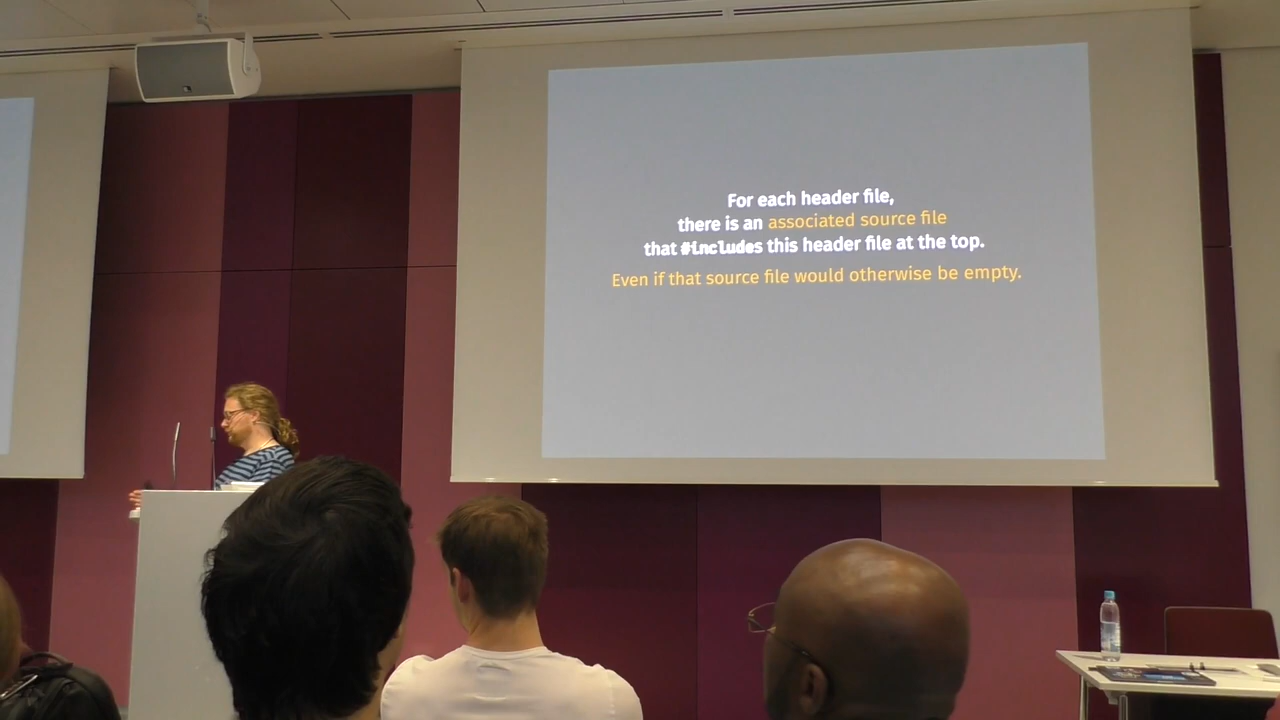 For each header file,
there is an associated source file
that #includes this header file at the top.
Even if that source file would otherwise be empty.